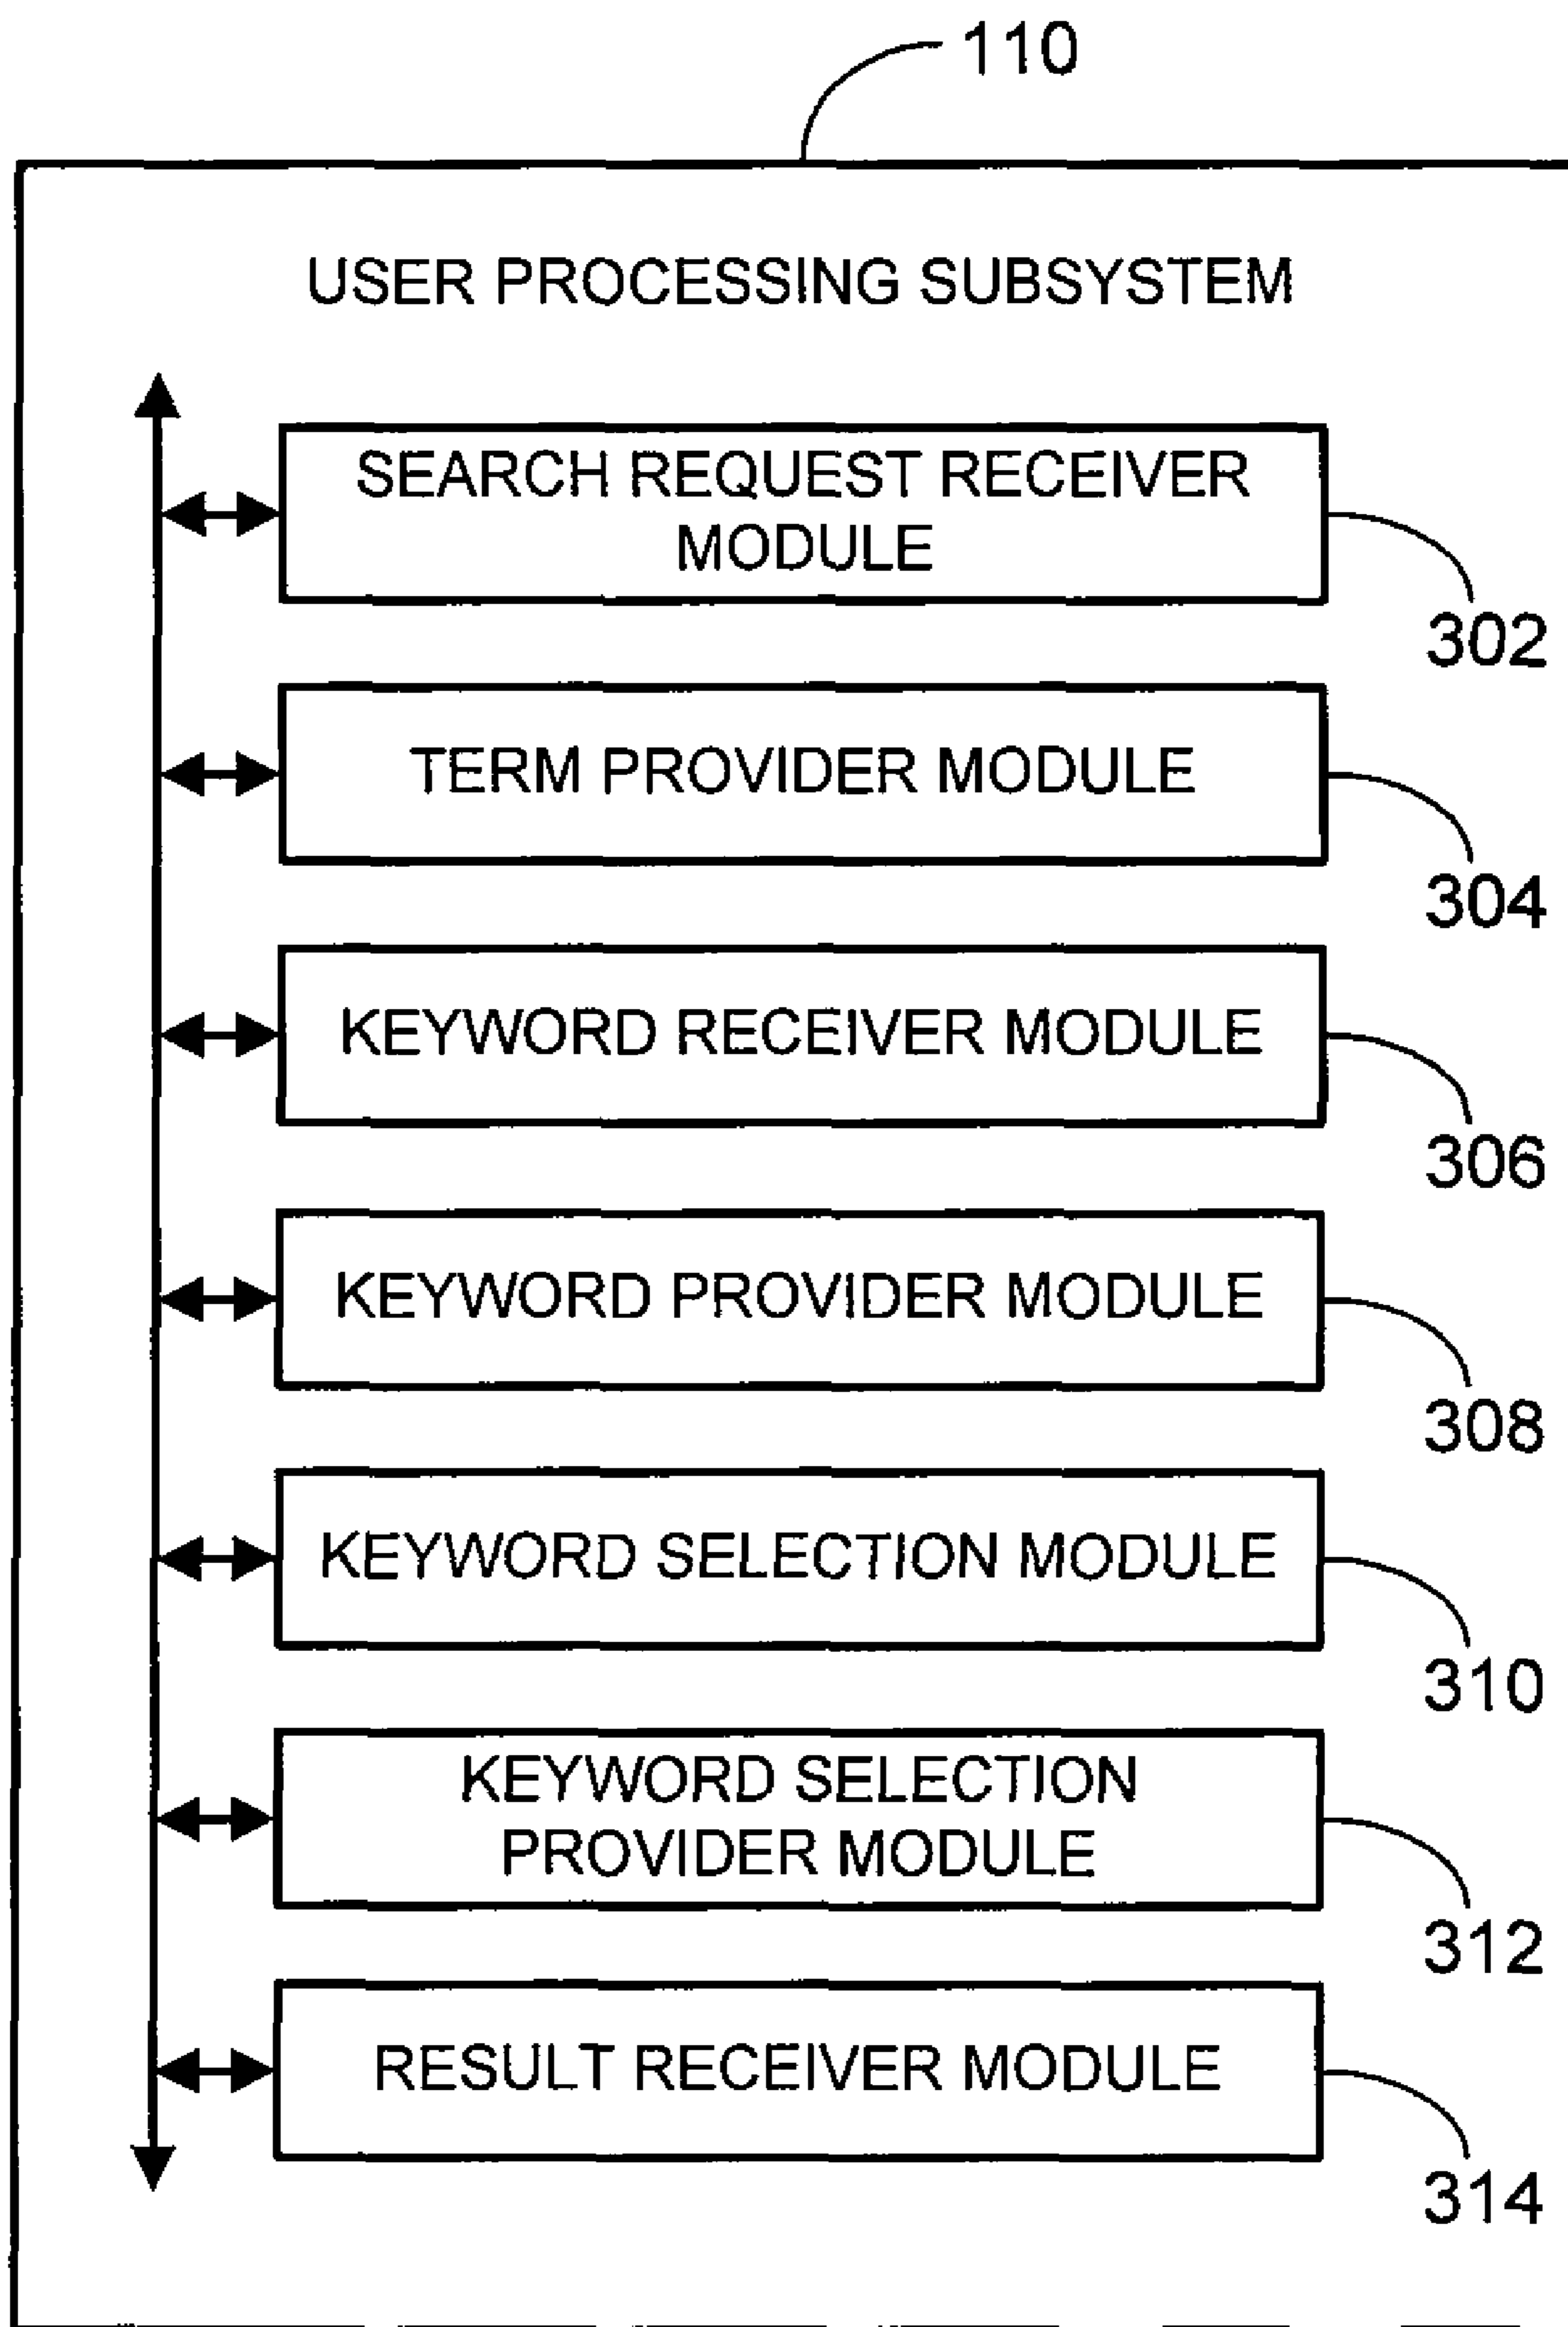 110
USER PROCESSING SUBSYSTEM
SEARCH REQUEST RECEIVER
MODULE
302
TERM PROVIDER MODULE
304
KEYWORD RECEIVER MODULE
306
KEYWORD PROVIDER MODULE
308
KEYWORD SELECTION MODULE
310
KEYWORD SELECTION
PROVIDER MODULE
312
RESULT RECEIVER MODULE
314